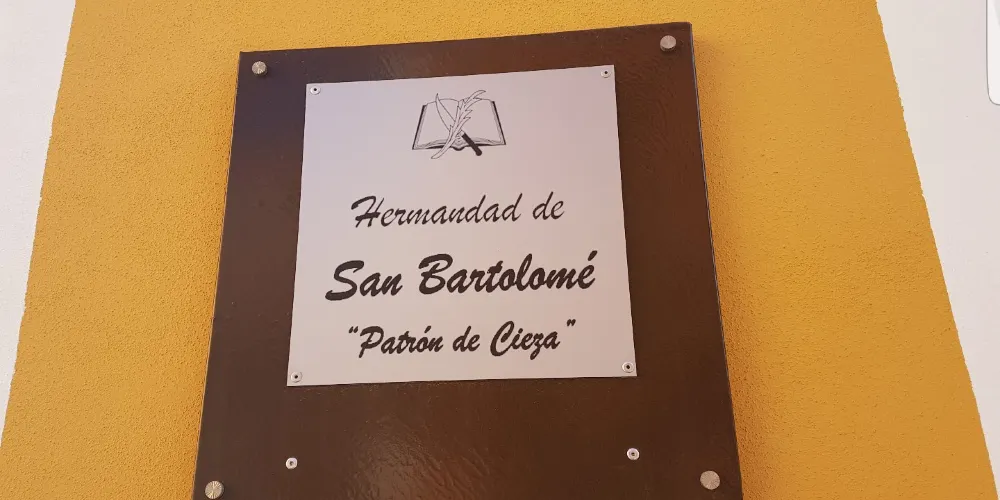 Hermandad de
San Bartolomé
"Patrón de Cieza"